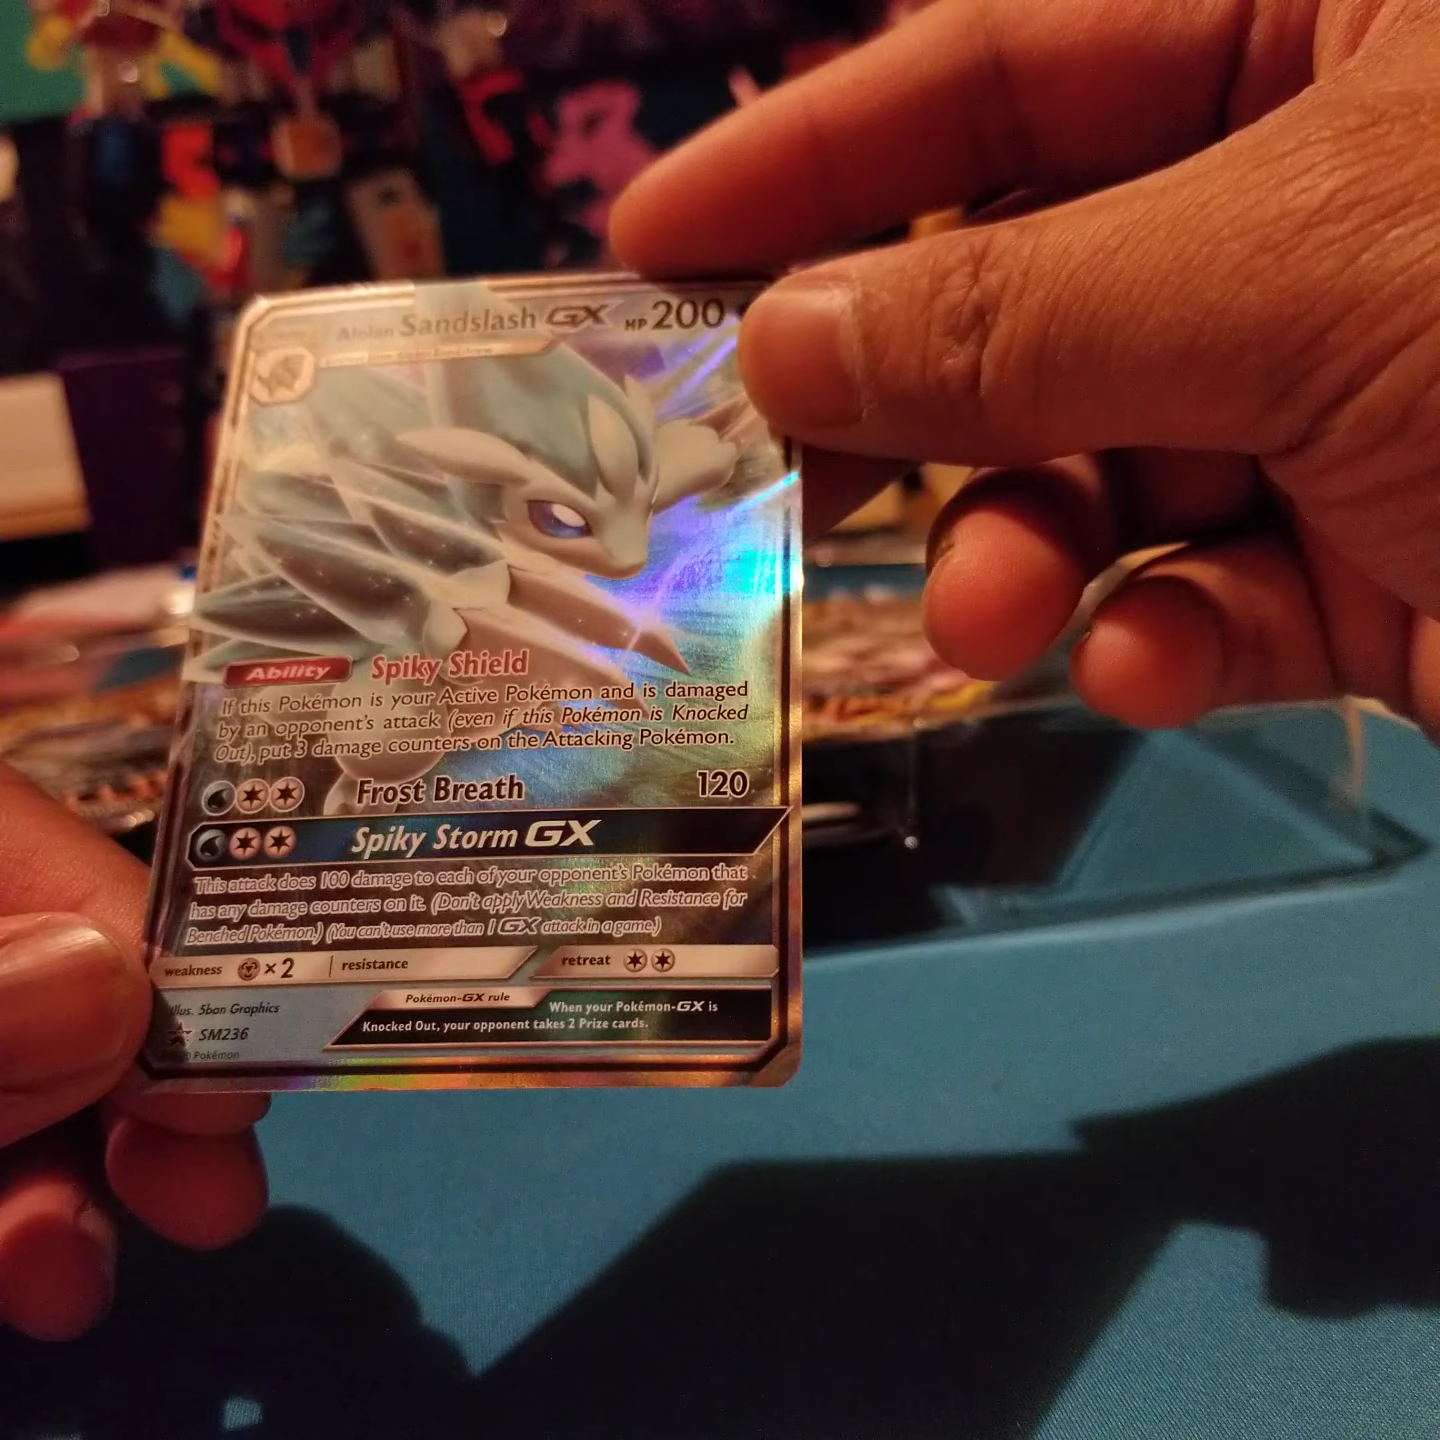 Alolan Sandslash GX HP 200
Ability Spiky Shield
If this Pokémon is your Active Pokémon and is damaged
by an opponent's attack (even if this Pokémon is Knocked
Out), put 3 damage counters on the Attacking Pokémon.
Frost Breath 120
Spiky Storm GX
This attack does 100 damage to each of your opponent's Pokémon that
has any damage counters on it. (Don't apply Weakness and Resistance for
Benched Pokémon.) (You can't use more than 1 GX attack in a game.)
weakness ×2 resistance retreat
Illus. 5ban Graphics
Pokémon-GX rule
When your Pokémon-GX is
Knocked Out, your opponent takes 2 Prize cards.
SM236
Pokémon